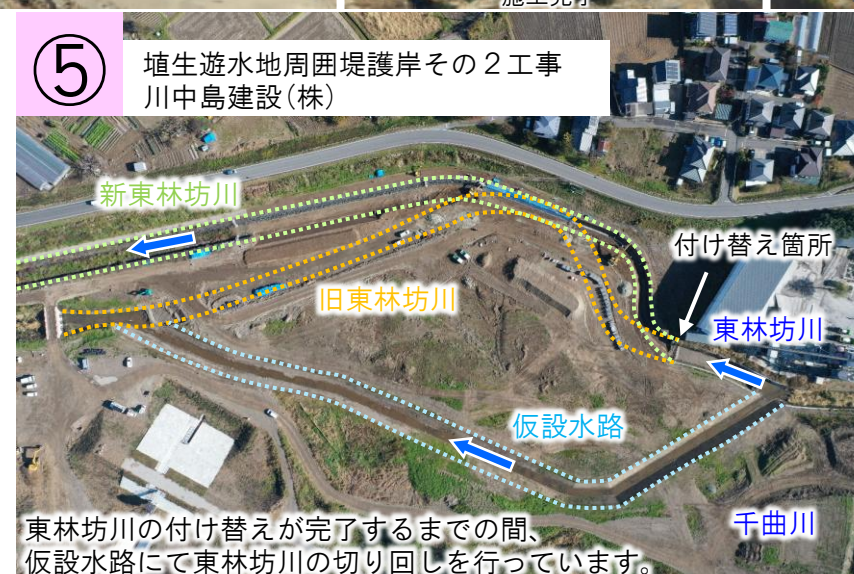 施工完了
⑤
埴生遊水地周囲堤護岸その2工事
川中島建設(株)
新東林坊川
付け替え箇所
旧東林坊川
東林坊川
仮設水路
千曲川
東林坊川の付け替えが完了するまでの間、
仮設水路にて東林坊川の切り回しを行っています。